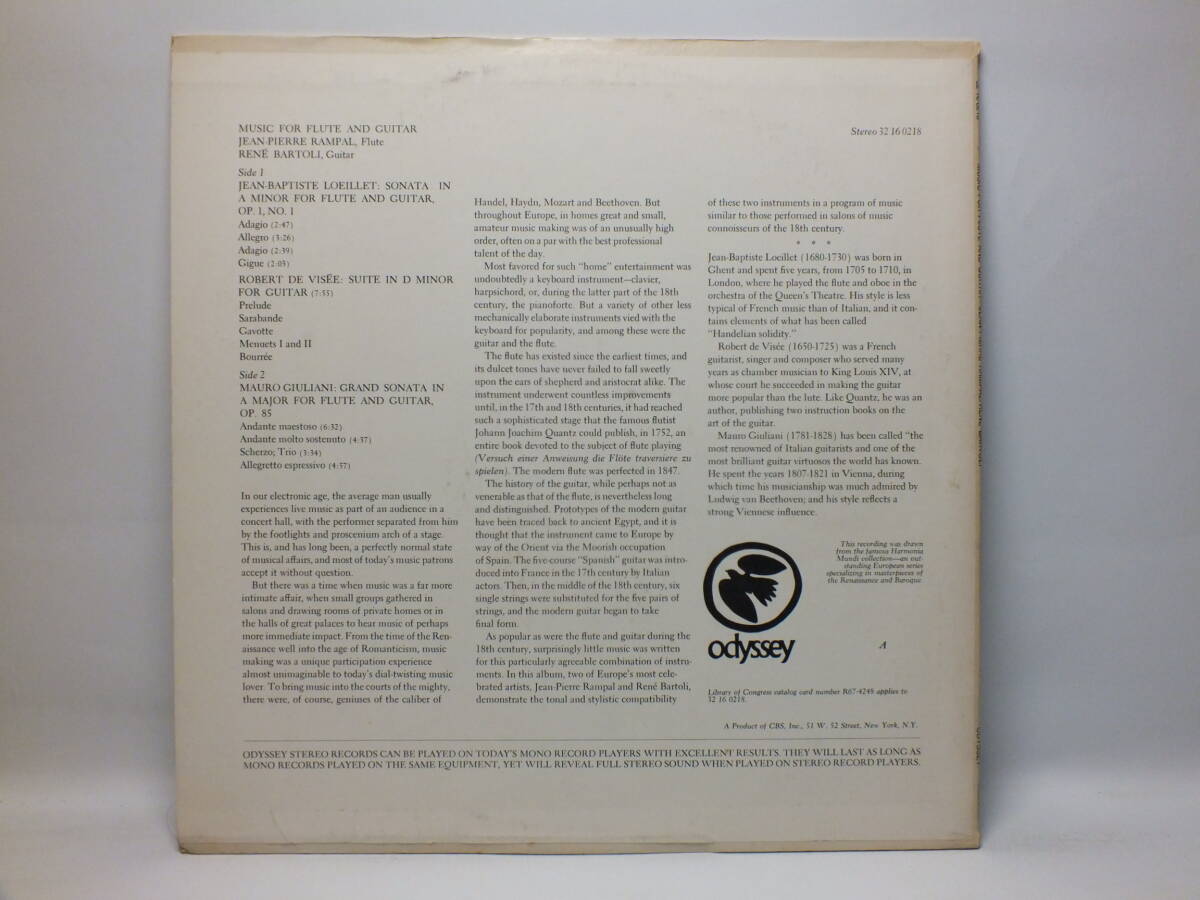 MUSIC FOR FLUTE AND GUITAR
JEAN-PIERRE RAMPAL, Flute
RENÉ BARTOLI, Guitar
Stereo 32 16 0218
Side 1
JEAN-BAPTISTE LOEILLET: SONATA IN
A MINOR FOR FLUTE AND GUITAR,
OP. 1, NO. 1
Adagio (2:47)
Allegro (3:26)
Adagio (2:39)
Gigue (2:03)
ROBERT DE VISÉE: SUITE IN D MINOR
FOR GUITAR (7:55)
Prelude
Sarabande
Gavotte
Menuets I and II
Bourrée
Side 2
MAURO GIULIANI: GRAND SONATA IN
A MAJOR FOR FLUTE AND GUITAR,
OP. 85
Andante maestoso (6:32)
Andante molto sostenuto (4:37)
Scherzo; Trio (3:34)
Allegretto espressivo (4:57)
In our electronic age, the average man usually
experiences live music as part of an audience in a
concert hall, with the performer separated from him
by the footlights and proscenium arch of a stage.
This is, and has long been, a perfectly normal state
of musical affairs, and most of today's music patrons
accept it without question.
But there was a time when music was a far more
intimate affair, when small groups gathered in
salons and drawing rooms of private homes or in
the halls of great palaces to hear music of perhaps
more immediate impact. From the time of the Ren-
aissance well into the age of Romanticism, music
making was a unique participation experience
almost unimaginable to today's dial-twisting music
lover. To bring music into the courts of the mighty,
there were, of course, geniuses of the caliber of
Handel, Haydn, Mozart and Beethoven. But
throughout Europe, in homes great and small,
amateur music making was of an unusually high
order, often on a par with the best professional
talent of the day.
Most favored for such "home" entertainment was
undoubtedly a keyboard instrument—clavier,
harpsichord, or, during the latter part of the 18th
century, the pianoforte. But a variety of other less
mechanically elaborate instruments vied with the
keyboard for popularity, and among these were the
guitar and the flute.
The flute has existed since the earliest times, and
its dulcet tones have never failed to fall sweetly
upon the ears of shepherd and aristocrat alike. The
instrument underwent countless improvements
until, in the 17th and 18th centuries, it had reached
such a sophisticated stage that the famous flutist
Johann Joachim Quantz could publish, in 1752, an
entire book devoted to the subject of flute playing
(Versuch einer Anweisung die Flöte traversiere zu
spielen). The modern flute was perfected in 1847.
The history of the guitar, while perhaps not as
venerable as that of the flute, is nevertheless long
and distinguished. Prototypes of the modern guitar
have been traced back to ancient Egypt, and it is
thought that the instrument came to Europe by
way of the Orient via the Moorish occupation
of Spain. The five-course "Spanish" guitar was intro-
duced into France in the 17th century by Italian
actors. Then, in the middle of the 18th century, six
single strings were substituted for the five pairs of
strings, and the modern guitar began to take
final form.
As popular as were the flute and guitar during the
18th century, surprisingly little music was written
for this particularly agreeable combination of instru-
ments. In this album, two of Europe's most cele-
brated artists, Jean-Pierre Rampal and René Bartoli,
demonstrate the tonal and stylistic compatibility
of these two instruments in a program of music
similar to those performed in salons of music
connoisseurs of the 18th century.
* * *
Jean-Baptiste Loeillet (1680-1730) was born in
Ghent and spent five years, from 1705 to 1710, in
London, where he played the flute and oboe in the
orchestra of the Queen's Theatre. His style is less
typical of French music than of Italian, and it con-
tains elements of what has been called
"Handelian solidity."
Robert de Visée (1650-1725) was a French
guitarist, singer and composer who served many
years as chamber musician to King Louis XIV, at
whose court he succeeded in making the guitar
more popular than the lute. Like Quantz, he was an
author, publishing two instruction books on the
art of the guitar.
Mauro Giuliani (1781-1828) has been called "the
most renowned of Italian guitarists and one of the
most brilliant guitar virtuosos the world has known.
He spent the years 1807-1821 in Vienna, during
which time his musicianship was much admired by
Ludwig van Beethoven; and his style reflects a
strong Viennese influence.
This recording was drawn
from the famous Harmonia
Mundi collection—an out-
standing European series
specializing in masterpieces of
the Renaissance and Baroque.
odyssey
A
Library of Congress catalog card number R67-4248 applies to
32 16 0218.
A Product of CBS, Inc., 51 W. 52 Street, New York, N.Y.
ODYSSEY STEREO RECORDS CAN BE PLAYED ON TODAY'S MONO RECORD PLAYERS WITH EXCELLENT RESULTS. THEY WILL LAST AS LONG AS
MONO RECORDS PLAYED ON THE SAME EQUIPMENT, YET WILL REVEAL FULL STEREO SOUND WHEN PLAYED ON STEREO RECORD PLAYERS.